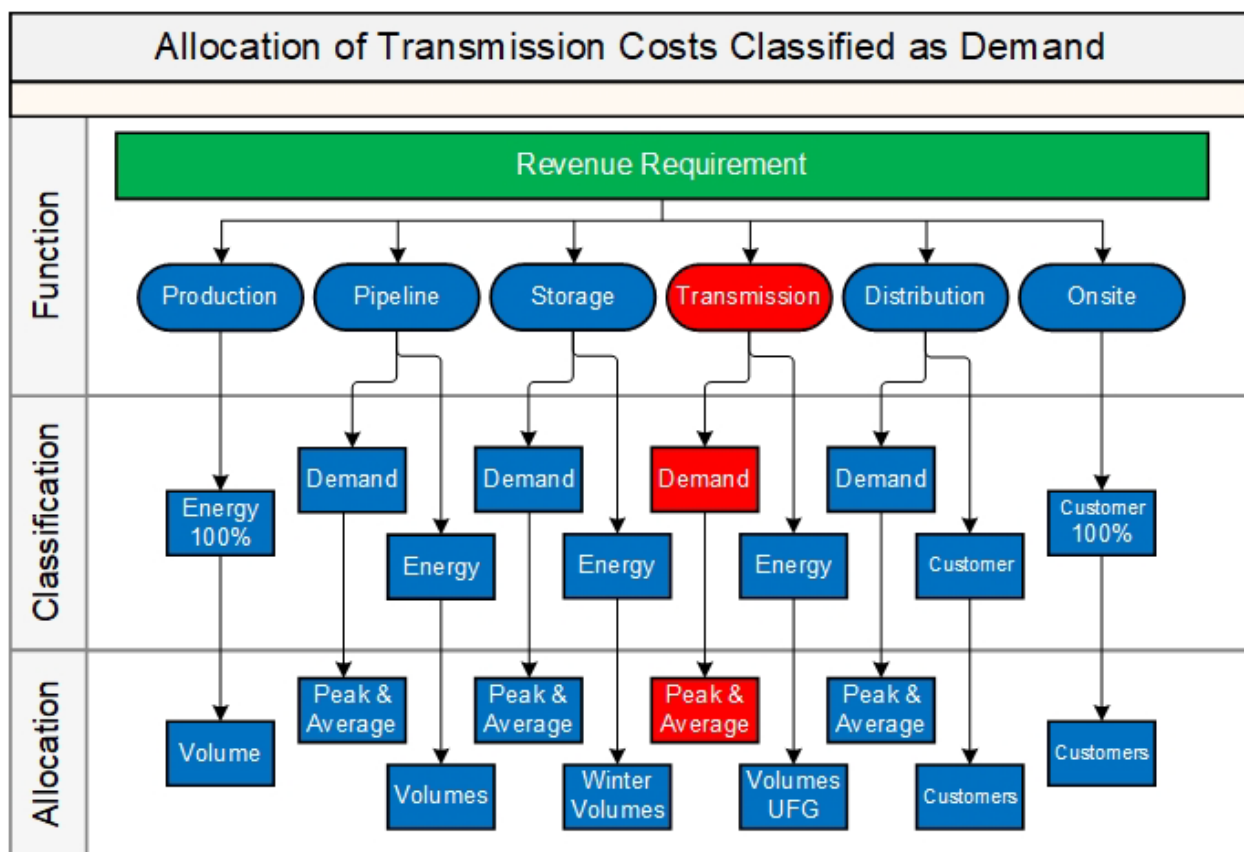 Allocation of Transmission Costs Classified as Demand
Function
Revenue Requirement
Production
Pipeline
Storage
Transmission
Distribution
Onsite
Classification
Demand
Demand
Demand
Demand
Energy
100%
Customer
100%
Energy
Energy
Energy
Customer
Allocation
Peak &
Average
Peak &
Average
Peak &
Average
Peak &
Average
Volume
Customers
Volumes
Winter
Volumes
Volumes
UFG
Customers